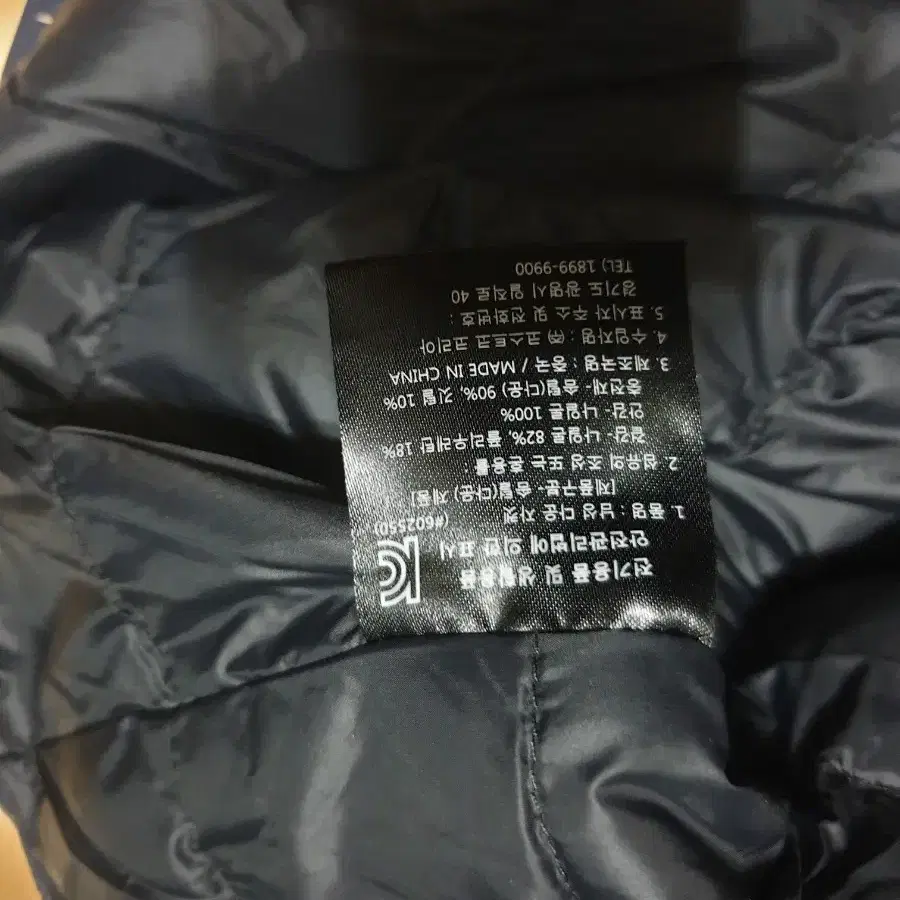 전기용품 및 생활용품
안전관리법에 의한 표시
1. 품명 : 남성 다운 자켓 (#602550)
[제품구분- 솜털(다운) 제품]
2. 섬유의 조성 또는 혼용률:
겉감- 나일론 82%, 폴리우레탄 18%
안감- 나일론 100%
충전재- 솜털(다운) 90%, 깃털 10%
3. 제조국명 : 중국 / MADE IN CHINA
4. 수입자명 : ㈜ 코스트코 코리아
5. 표시자 주소 및 전화번호 :
경기도 광명시 일직로 40
TEL) 1899-9900